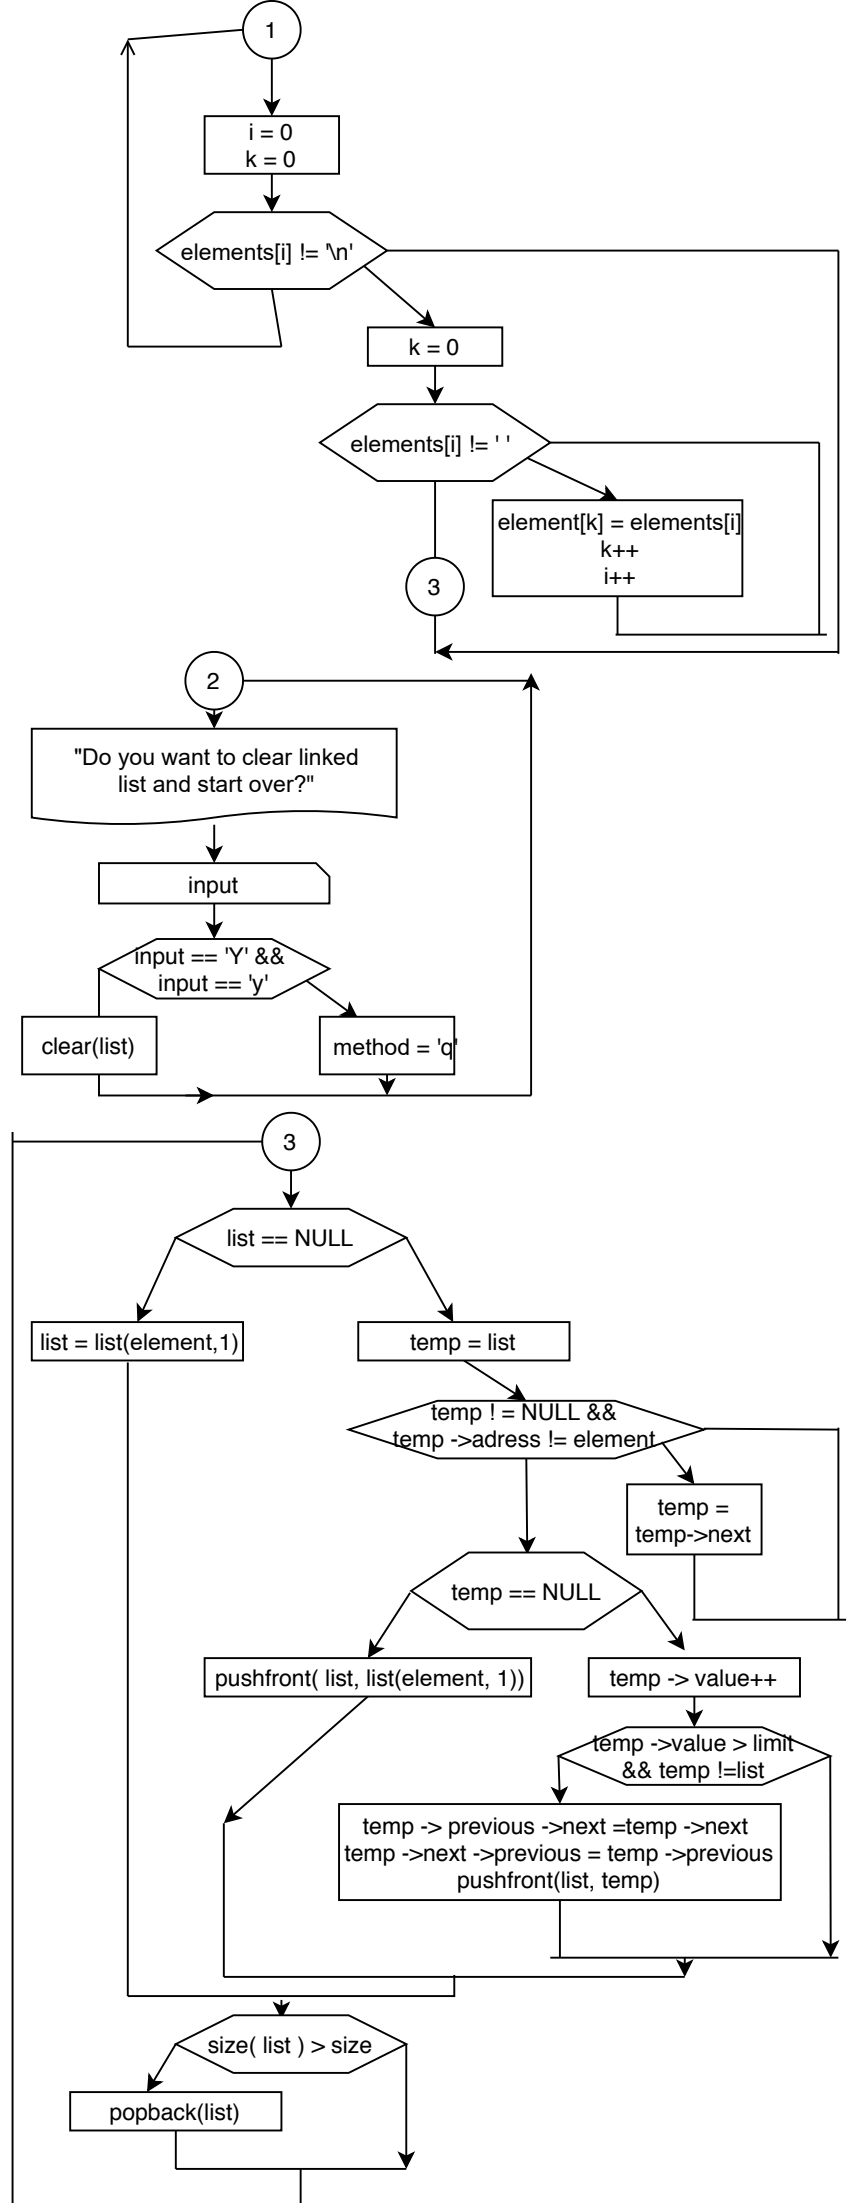 1
i = 0
k = 0
elements[i] != '\n'
k = 0
elements[i] != ' '
element[k] = elements[i]
k++
i++
3
2
"Do you want to clear linked
list and start over?"
input
input == 'Y' &&
input == 'y'
clear(list)
method = 'q'
3
list == NULL
list = list(element,1)
temp = list
temp ! = NULL &&
temp ->adress != element
temp =
temp->next
temp == NULL
pushfront( list, list(element, 1))
temp -> value++
temp ->value > limit
&& temp !=list
temp -> previous ->next =temp ->next
temp ->next ->previous = temp ->previous
pushfront(list, temp)
size( list ) > size
popback(list)